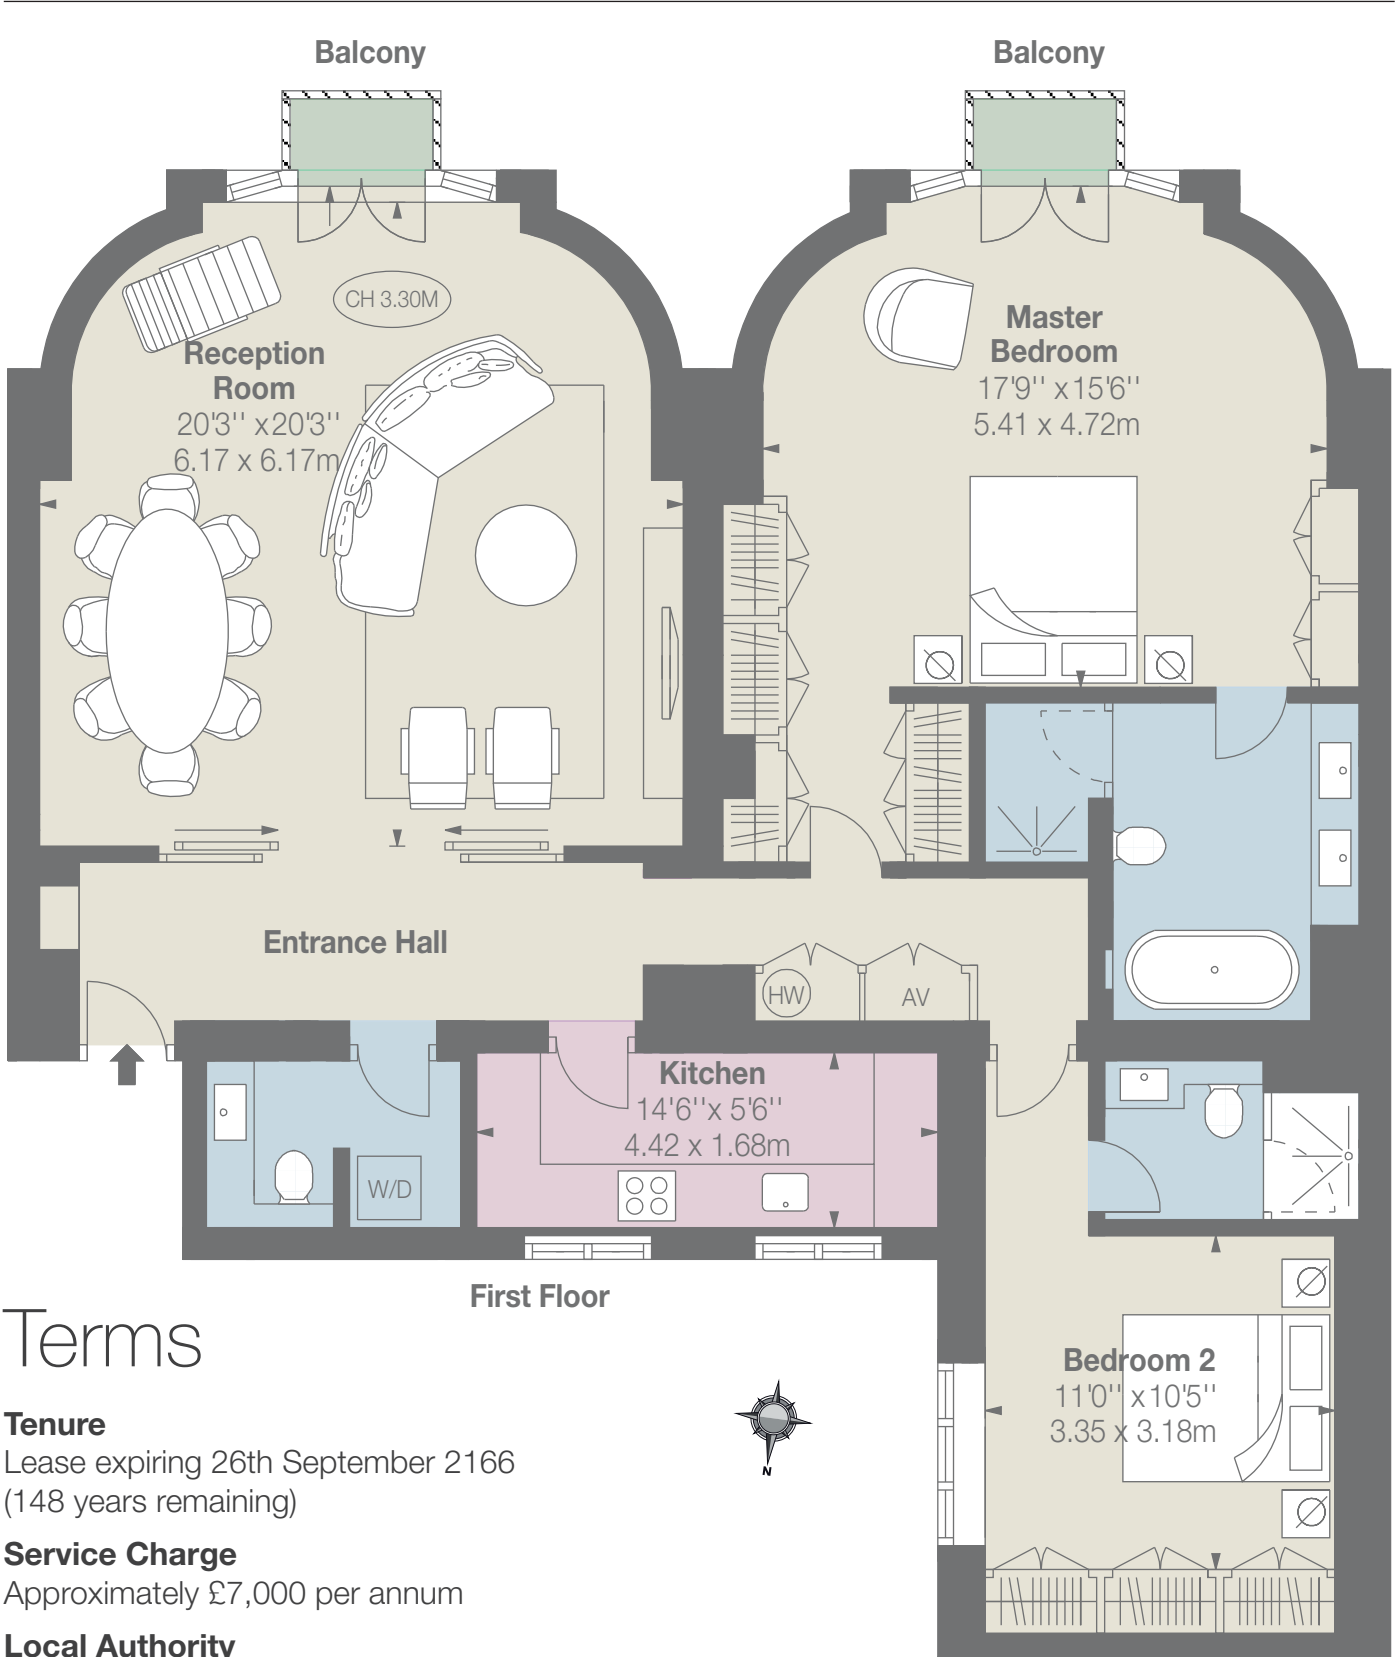 Balcony
Balcony
CH 3.30M
Reception
Room
20'3'' x20'3''
6.17 x 6.17m
Master
Bedroom
17'9'' x15'6''
5.41 x 4.72m
Entrance Hall
HW
AV
Kitchen
14'6''x 5'6''
4.42 x 1.68m
W/D
First Floor
Bedroom 2
11'0'' x10'5''
3.35 x 3.18m
N
Terms
Tenure
Lease expiring 26th September 2166
(148 years remaining)
Service Charge
Approximately £7,000 per annum
Local Authority